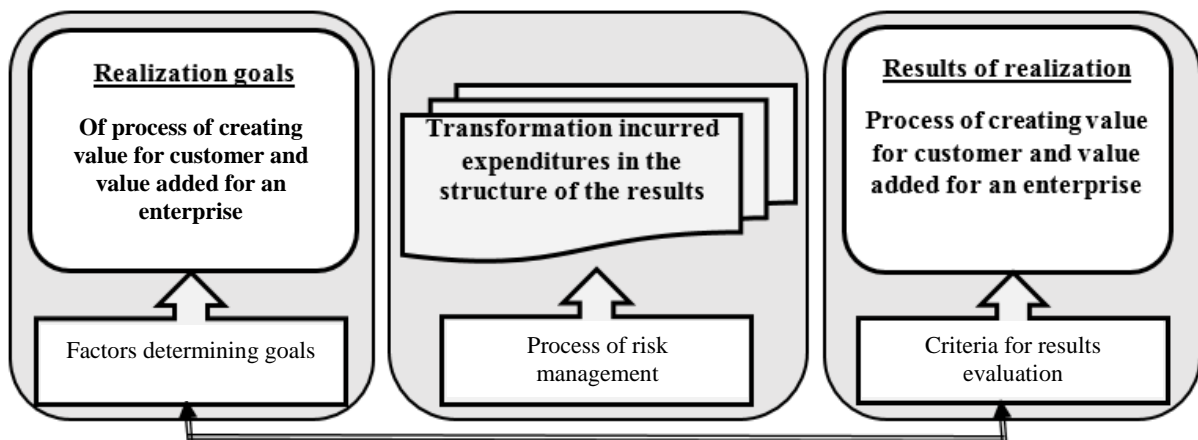 Realization goals
Of process of creating
value for customer and
value added for an
enterprise
Factors determining goals
Transformation incurred
expenditures in the
structure of the results
Process of risk
management
Results of realization
Process of creating value
for customer and value
added for an enterprise
Criteria for results
evaluation